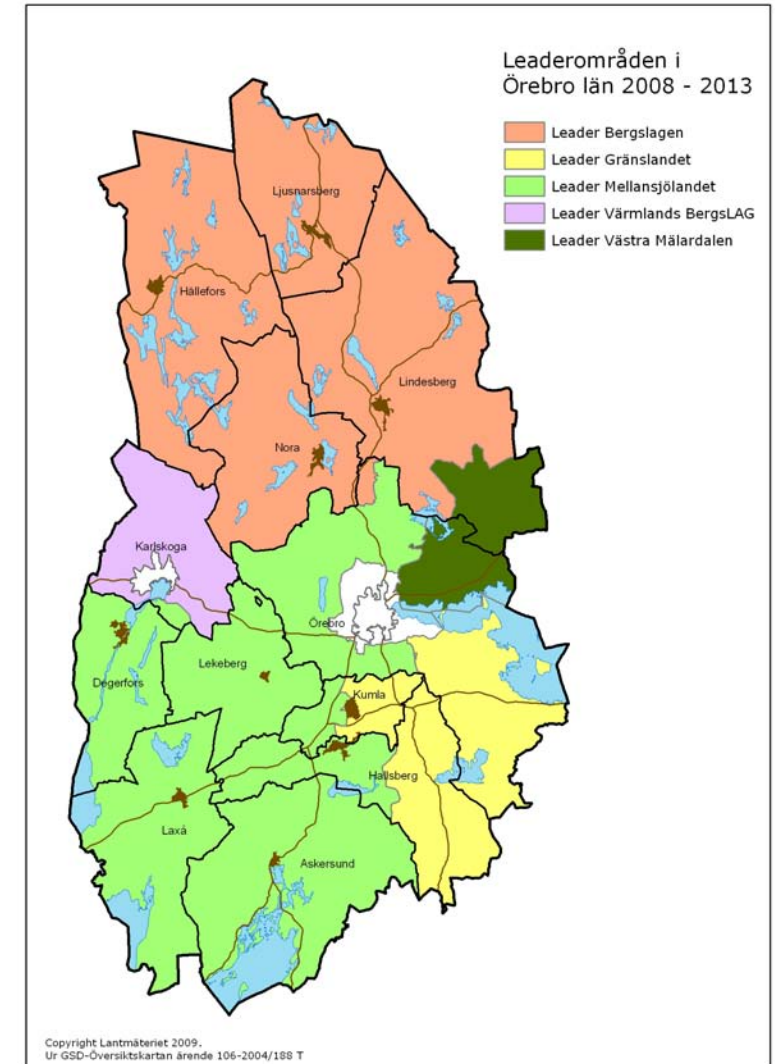 Leaderområden i
Örebro län 2008 - 2013
Leader Bergslagen
Leader Gränslandet
Leader Mellansjölandet
Leader Värmlands BergsLAG
Leader Västra Mälardalen
Ljusnarsberg
Hällefors
Lindesberg
Nora
Karlskoga
Örebro
Lekeberg
Degerfors
Kumla
Hallsberg
Laxå
Askersund
Copyright Lantmäteriet 2009.
Ur GSD-Översiktskartan ärende 106-2004/188 T